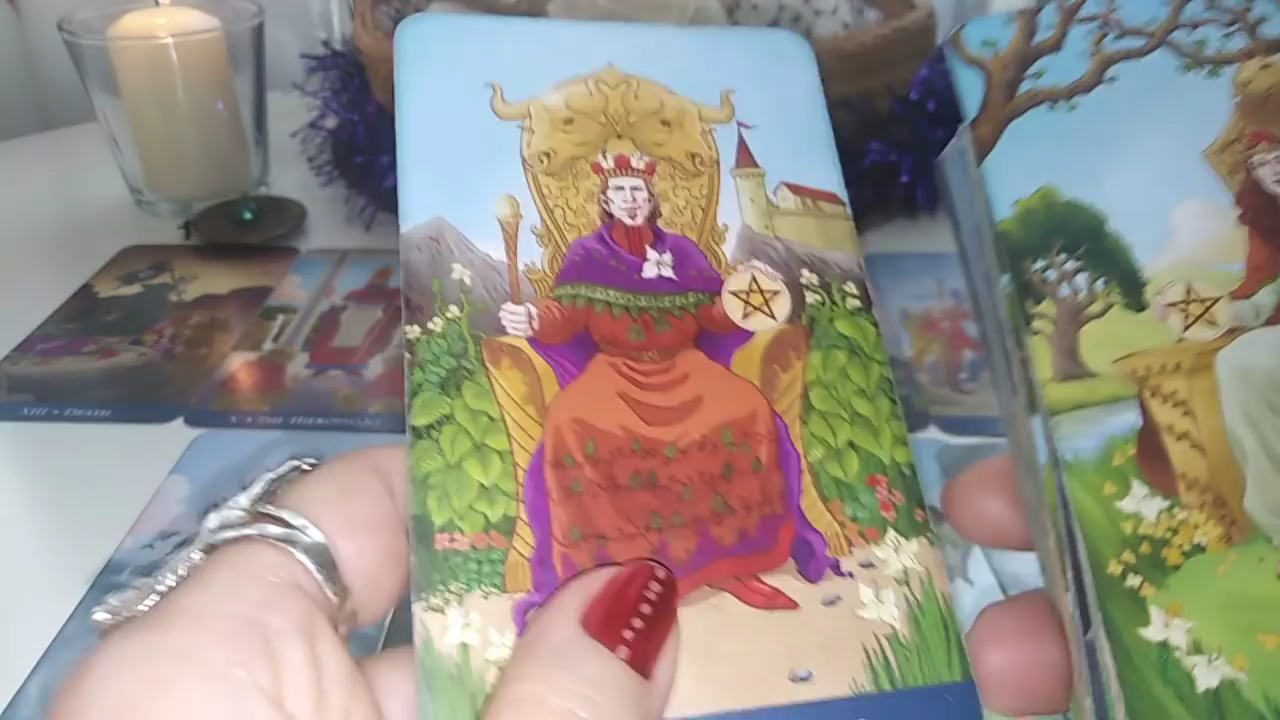 XIII • DEATH
V • THE HIEROPHANT